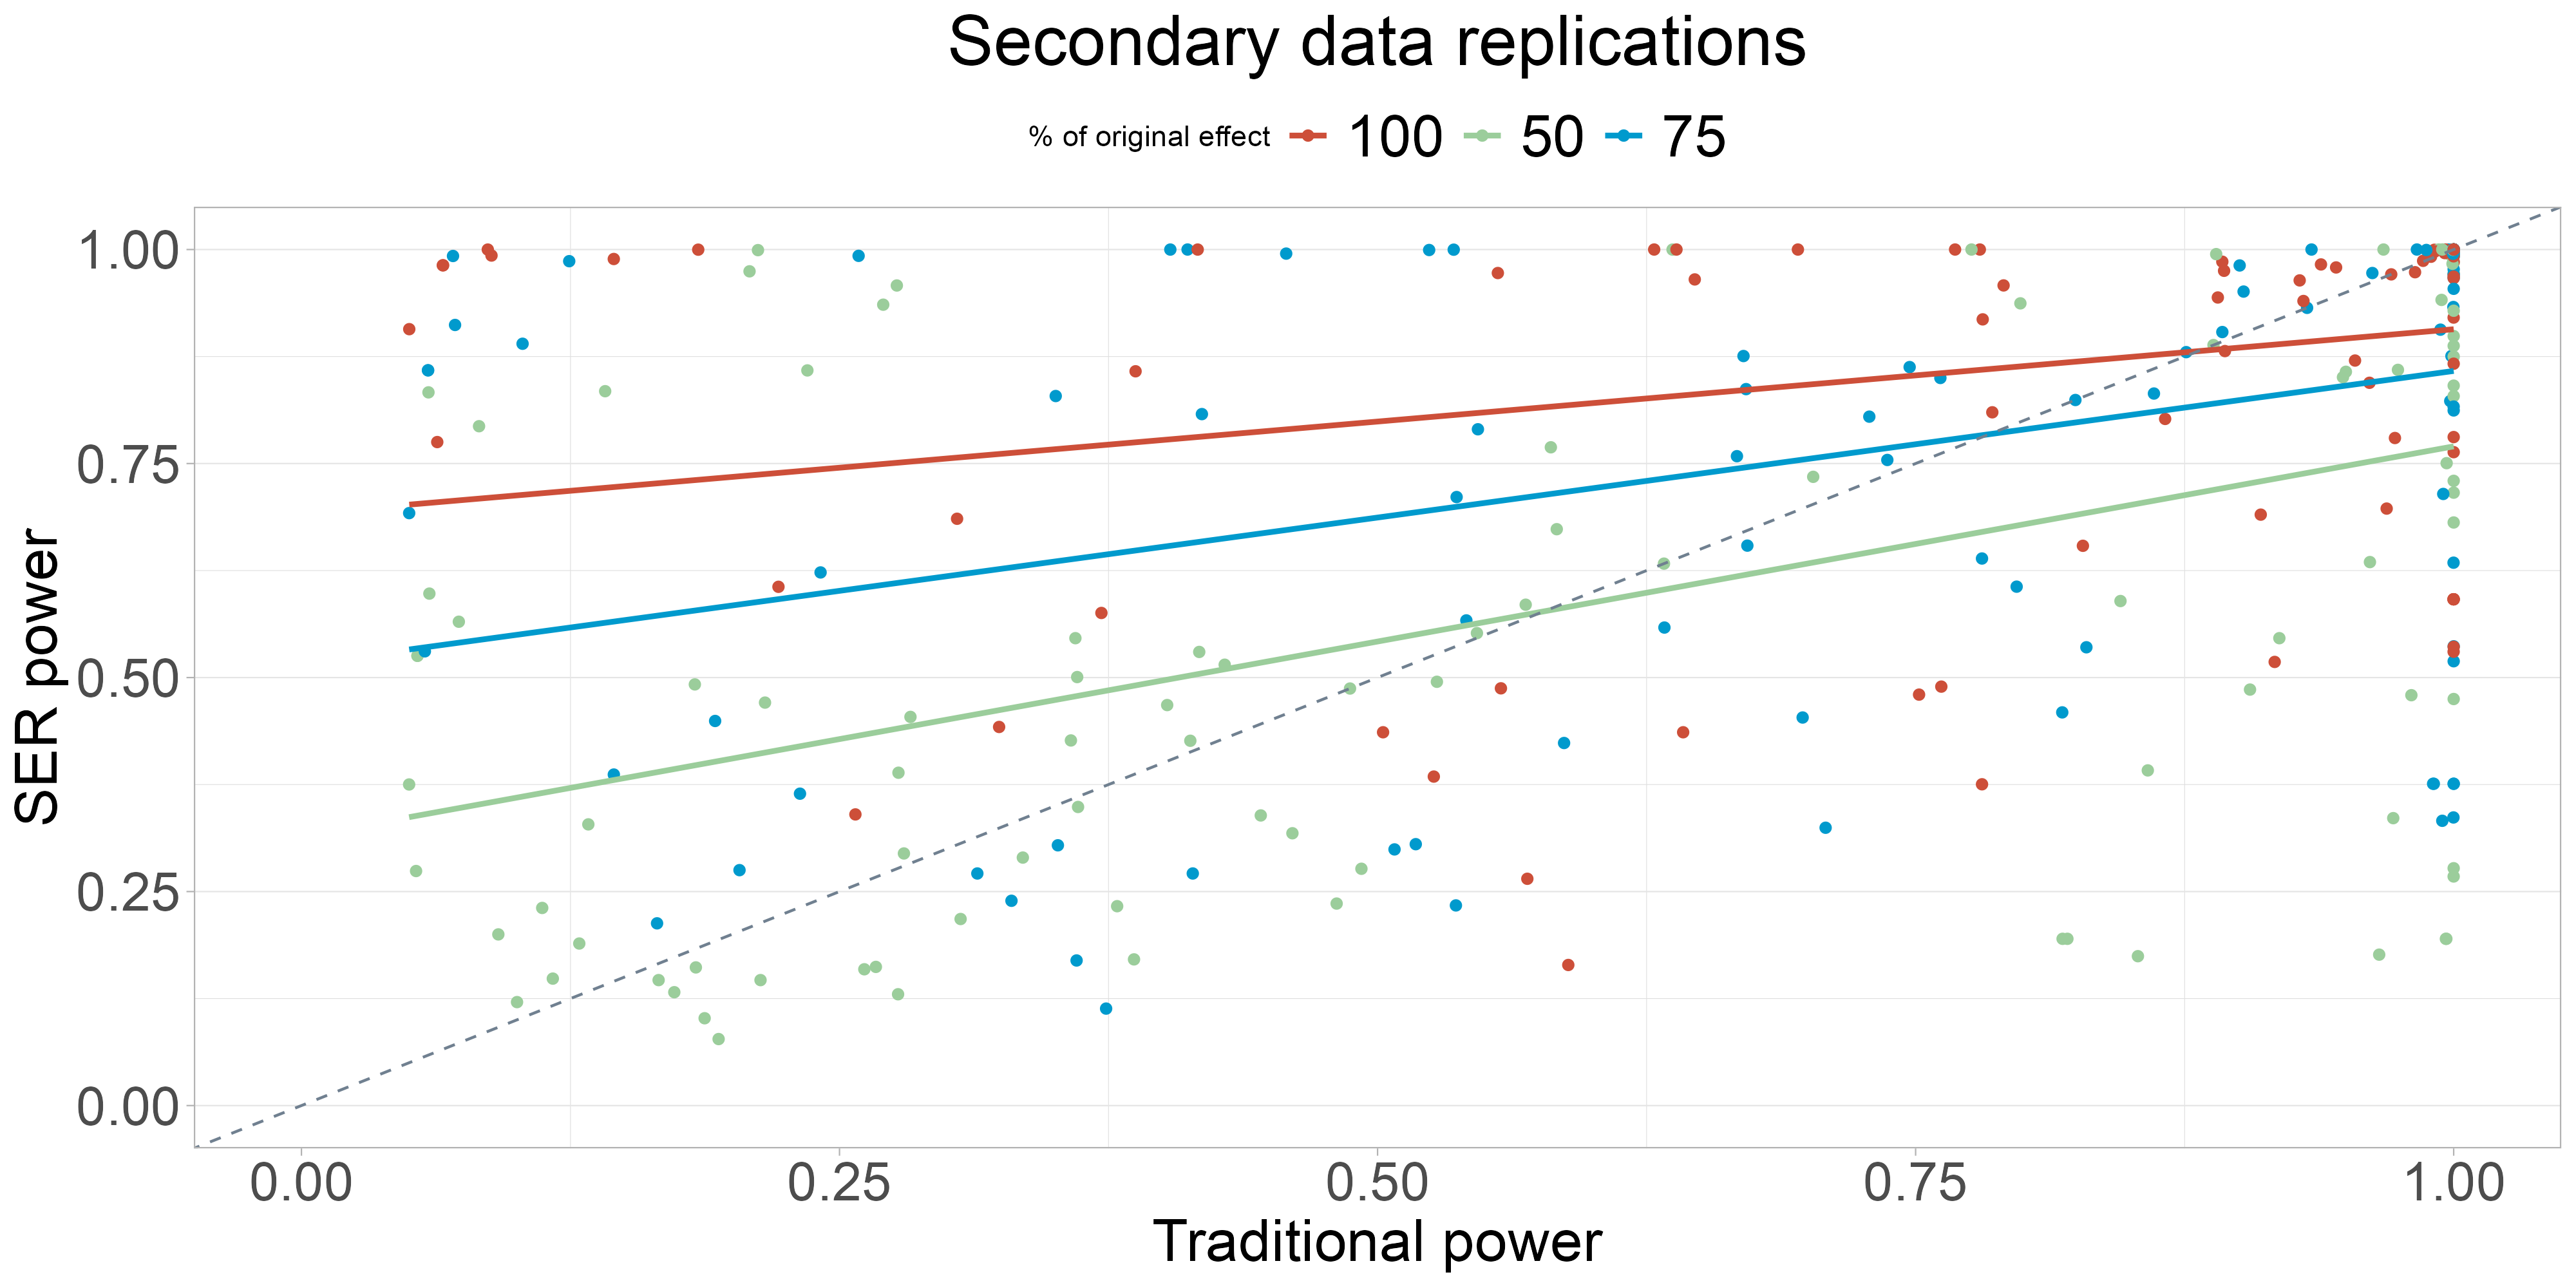 Secondary data replications
% of original effect 100 50 75
1.00
0.75
0.50
0.25
0.00
SER power
0.00 0.25 0.50 0.75 1.00
Traditional power